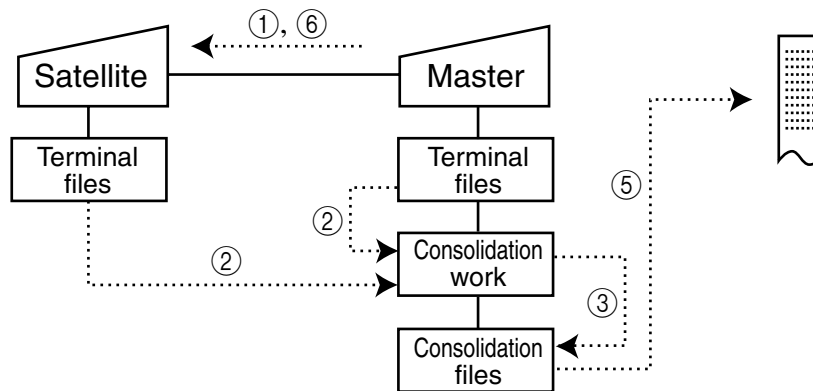 ①, ⑥
Satellite
Master
Terminal
files
Terminal
files
②
⑤
②
Consolidation
work
③
Consolidation
files